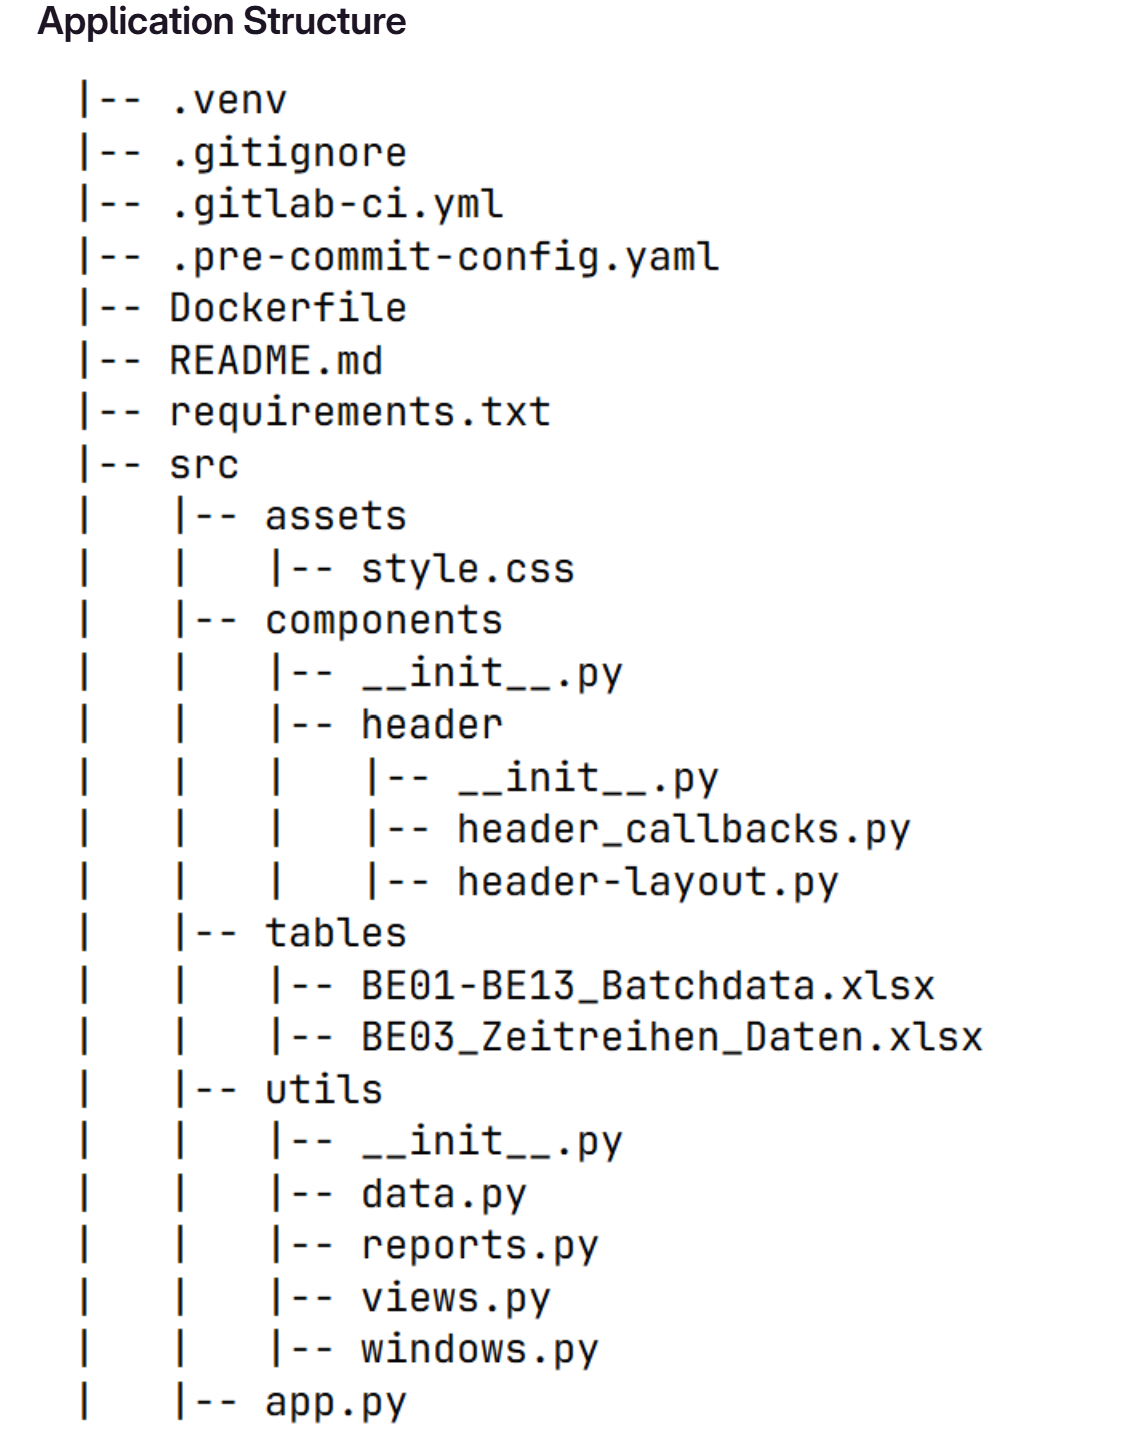 Application Structure
|-- .venv
|-- .gitignore
|-- .gitlab-ci.yml
|-- .pre-commit-config.yaml
|-- Dockerfile
|-- README.md
|-- requirements.txt
|-- src
|   |-- assets
|   |   |-- style.css
|   |-- components
|   |   |-- __init__.py
|   |   |-- header
|   |   |   |-- __init__.py
|   |   |   |-- header_callbacks.py
|   |   |   |-- header-layout.py
|   |-- tables
|   |   |-- BE01-BE13_Batchdata.xlsx
|   |   |-- BE03_Zeitreihen_Daten.xlsx
|   |-- utils
|   |   |-- __init__.py
|   |   |-- data.py
|   |   |-- reports.py
|   |   |-- views.py
|   |   |-- windows.py
|   |-- app.py